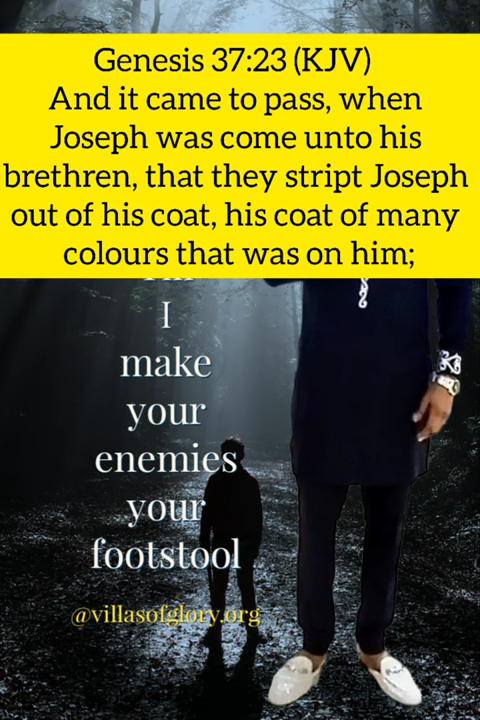 Genesis 37:23 (KJV)
And it came to pass, when
Joseph was come unto his
brethren, that they stript Joseph
out of his coat, his coat of many
colours that was on him;
I
make
your
enemies
your
footstool
@villasofglory.org